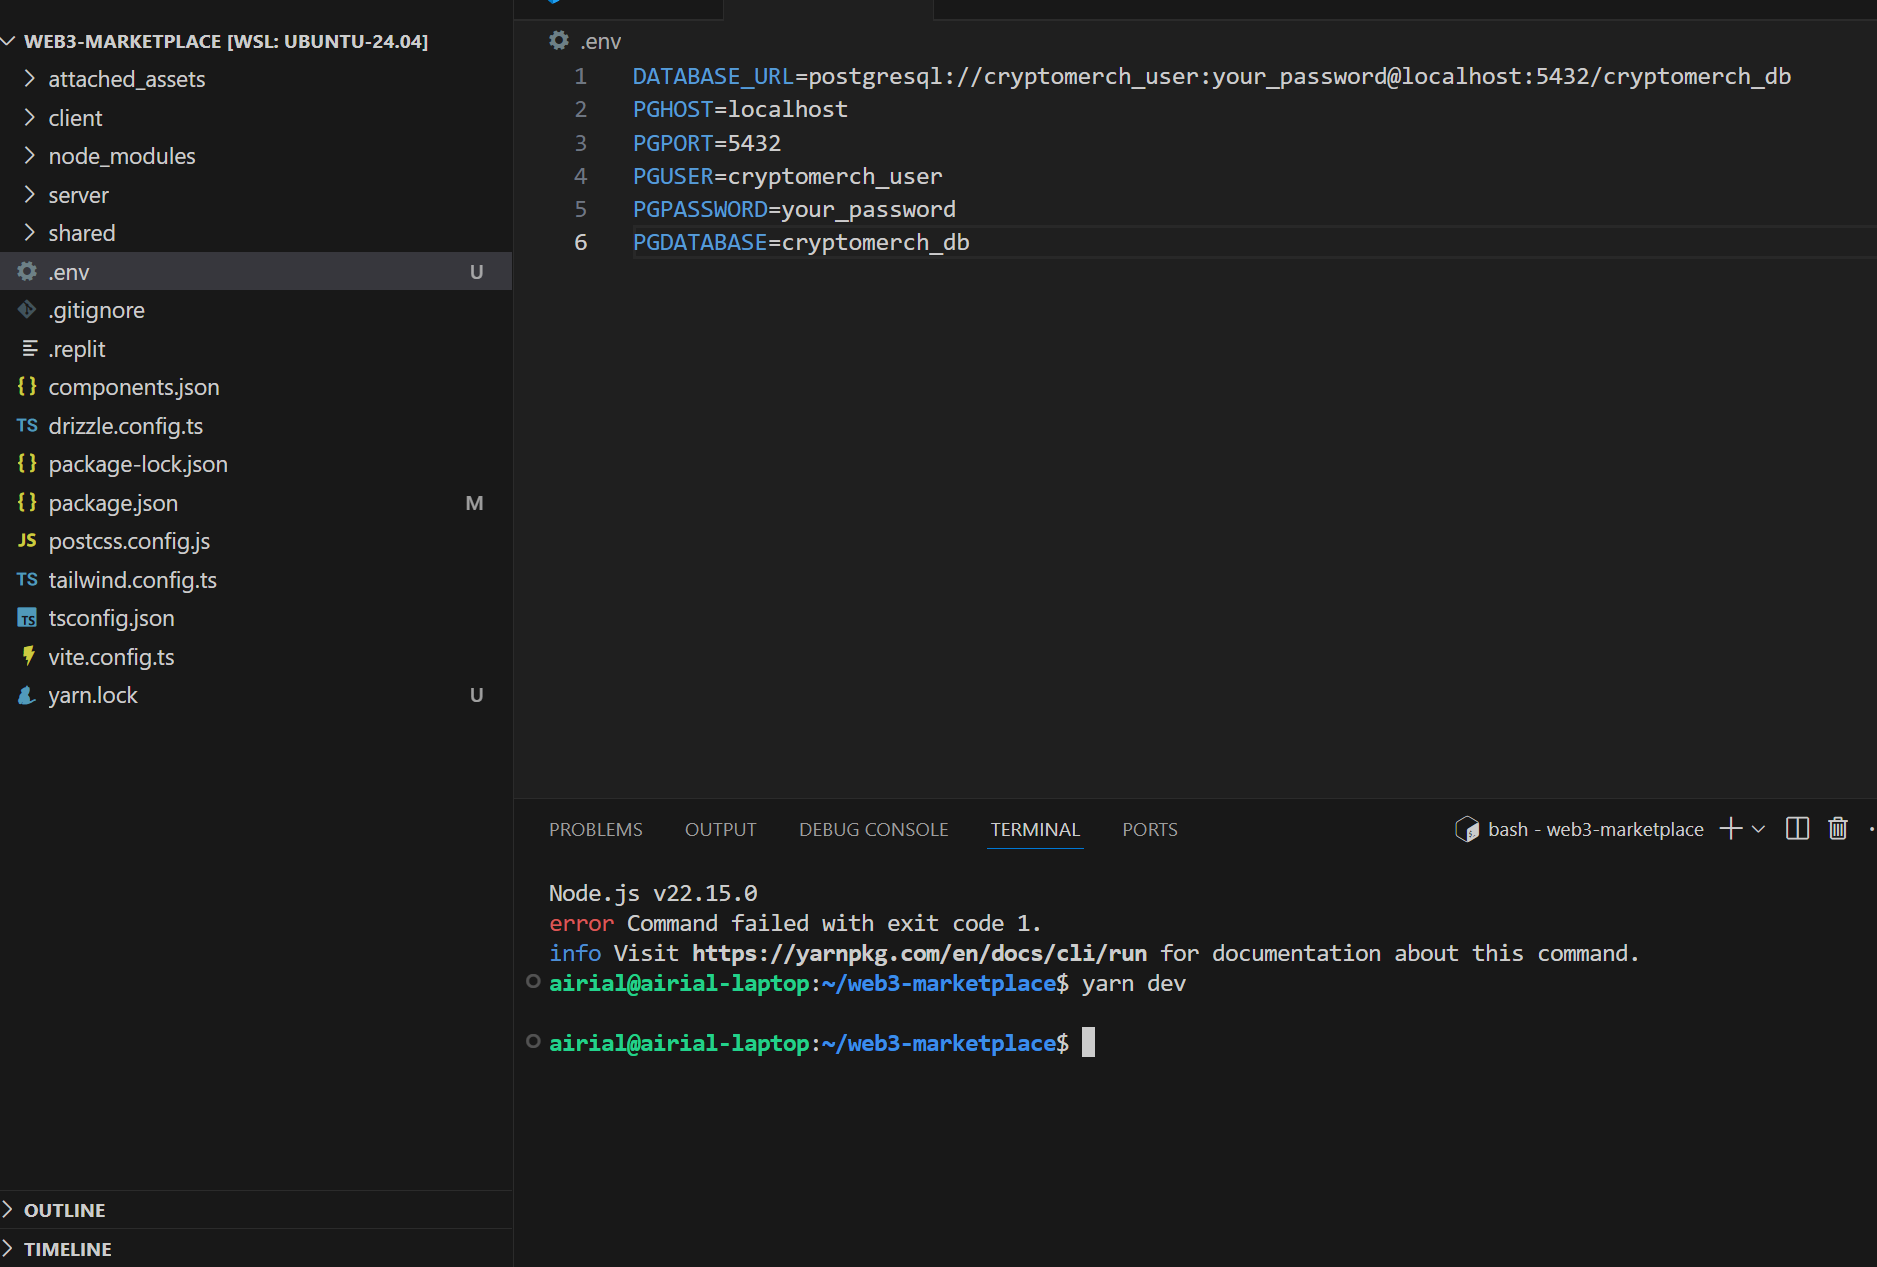 WEB3-MARKETPLACE [WSL: UBUNTU-24.04]
attached_assets
client
node_modules
server
shared
.env U
.gitignore
.replit
{} components.json
TS drizzle.config.ts
{} package-lock.json
{} package.json M
JS postcss.config.js
TS tailwind.config.ts
TS tsconfig.json
vite.config.ts
yarn.lock U
OUTLINE
TIMELINE
.env
1 DATABASE_URL=postgresql://cryptomerch_user:your_password@localhost:5432/cryptomerch_db
2 PGHOST=localhost
3 PGPORT=5432
4 PGUSER=cryptomerch_user
5 PGPASSWORD=your_password
6 PGDATABASE=cryptomerch_db
PROBLEMS OUTPUT DEBUG CONSOLE TERMINAL PORTS bash - web3-marketplace
Node.js v22.15.0
error Command failed with exit code 1.
info Visit https://yarnpkg.com/en/docs/cli/run for documentation about this command.
airial@airial-laptop:~/web3-marketplace$ yarn dev
airial@airial-laptop:~/web3-marketplace$